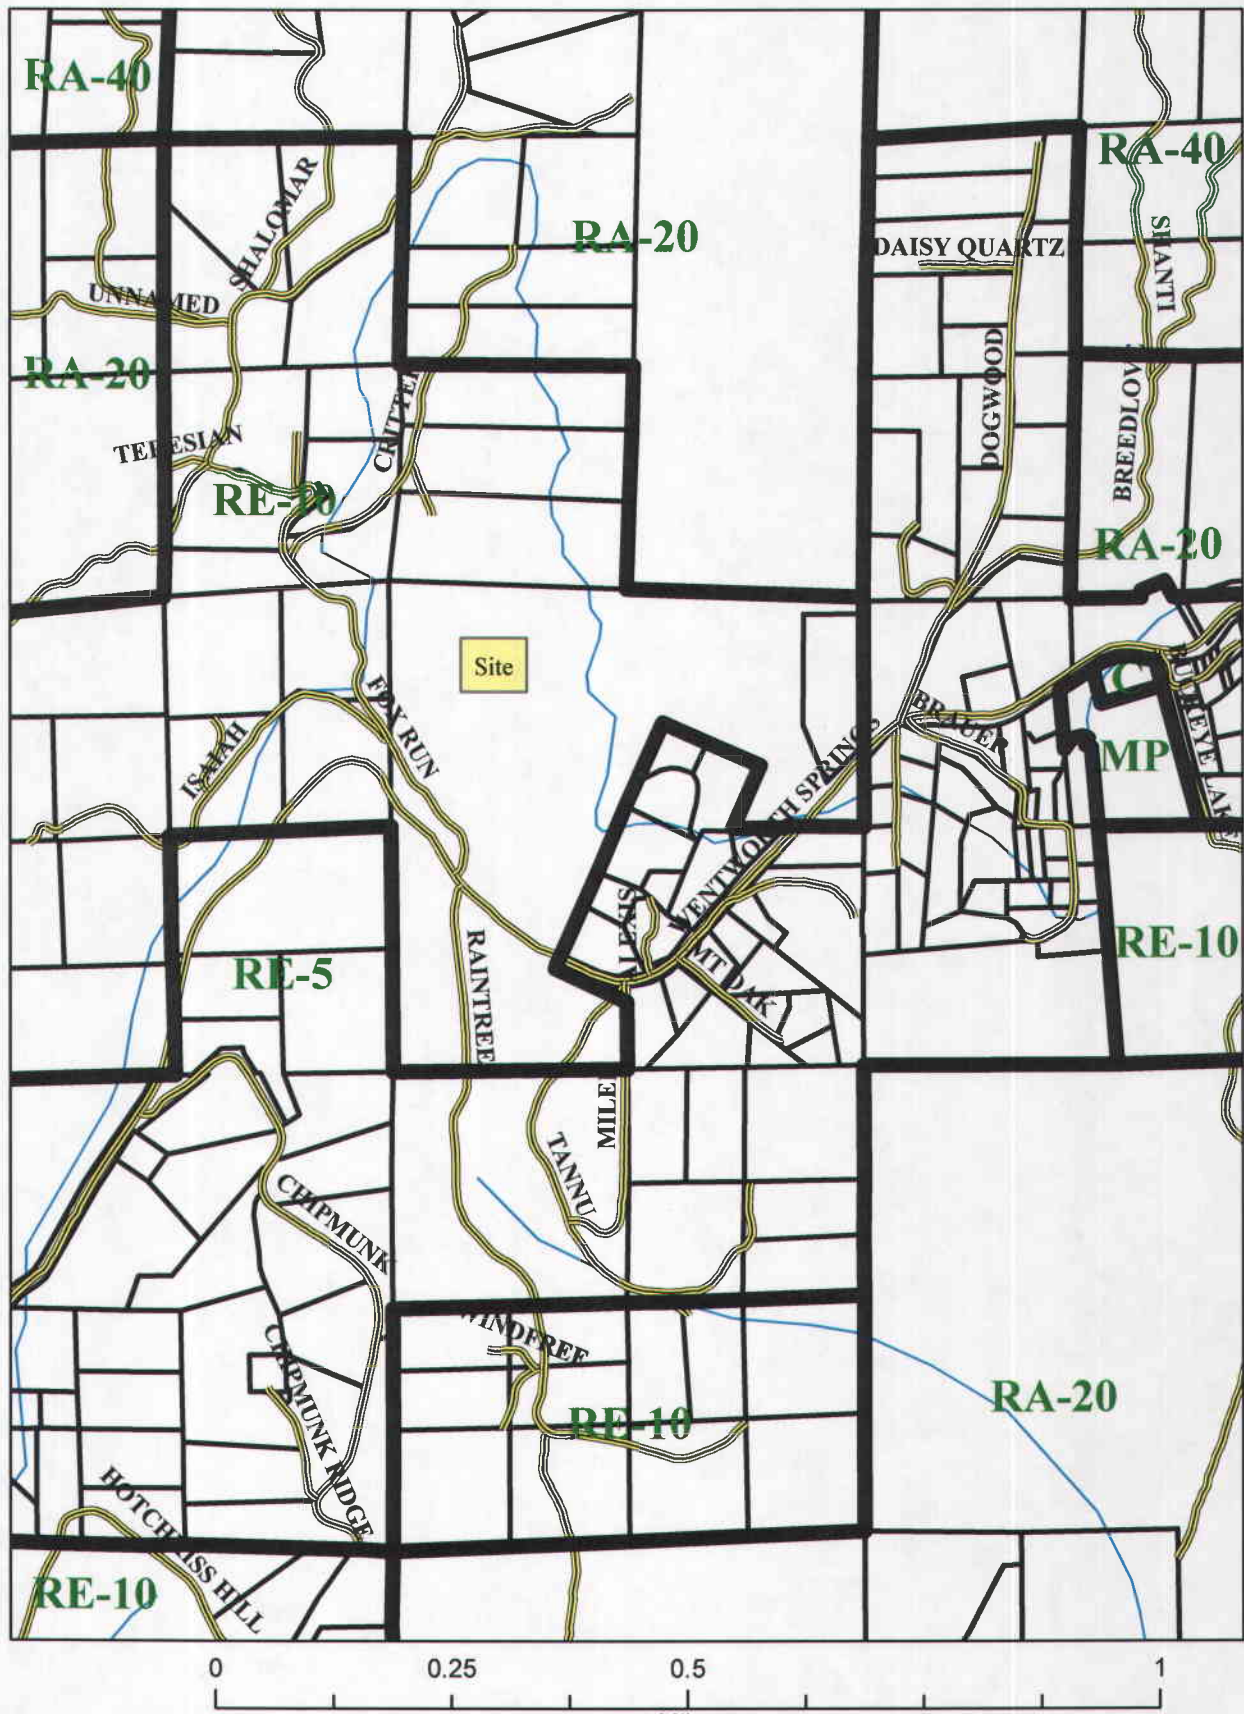 RA-40
RA-40
SHALOMAR
RA-20
DAISY QUARTZ
SHANTI
UNNAMED
RA-20
DOGWOOD
CRITTER
TERESIAN
RE-10
RA-20
Site
FOX RUN
ISAIAH
BRAUER
C
BUCKEYE LAKE
MP
WENTWORTH SPRINGS
ALEXIS
RE-10
RE-5
RAINTREE
MT OAK
MILE
TANNU
CHIPMUNK
WINDFREE
CHIPMUNK RIDGE
RE-10
RA-20
HOTCHKISS HILL
RE-10
0 0.25 0.5 1